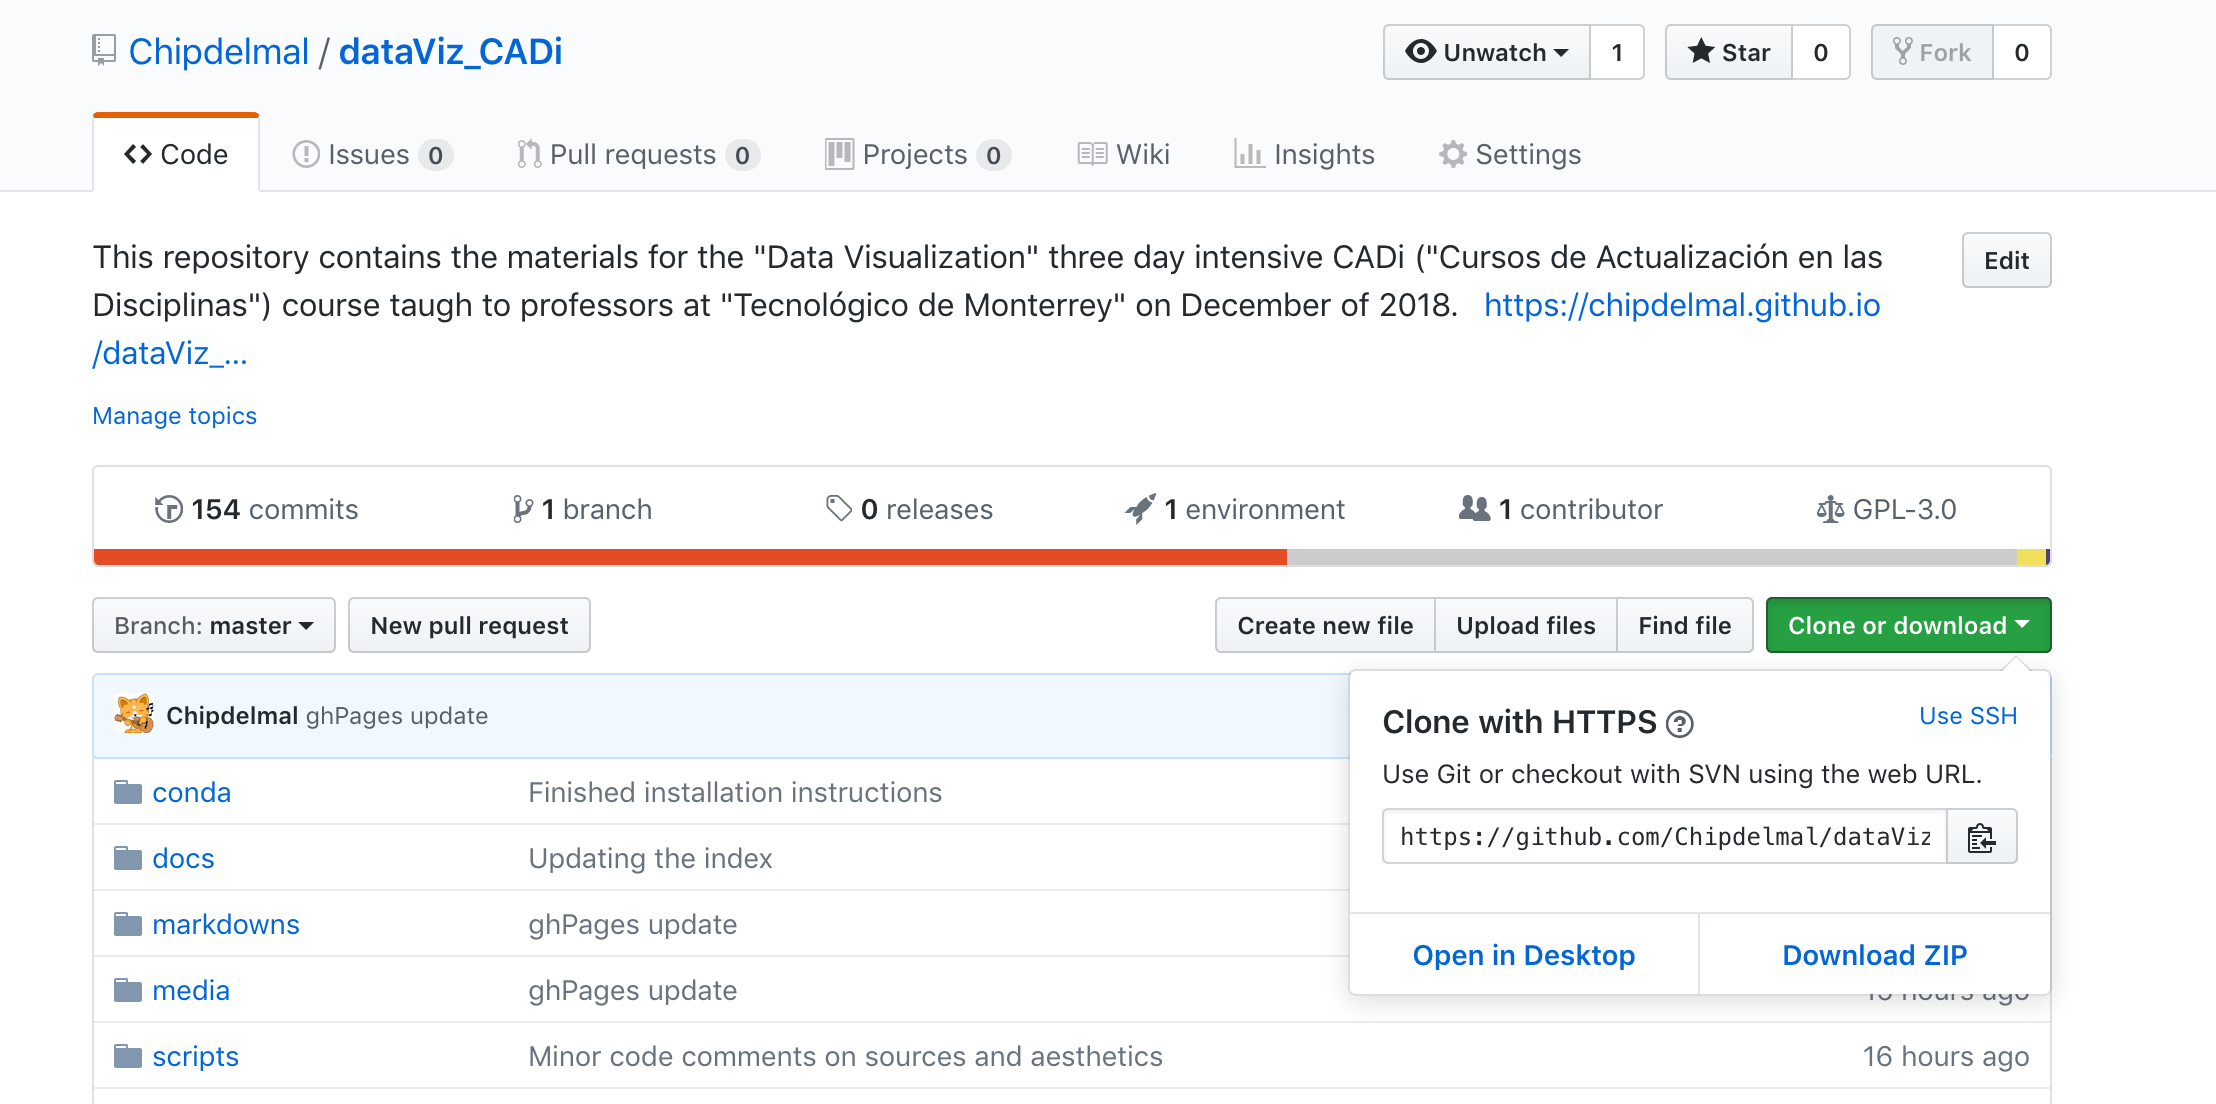 Chipdelmal / dataViz_CADi
Unwatch 1 Star 0 Fork 0
Code Issues 0 Pull requests 0 Projects 0 Wiki Insights Settings
This repository contains the materials for the "Data Visualization" three day intensive CADi ("Cursos de Actualización en las
Disciplinas") course taugh to professors at "Tecnológico de Monterrey" on December of 2018. https://chipdelmal.github.io
/dataViz_...
Edit
Manage topics
154 commits 1 branch 0 releases 1 environment 1 contributor GPL-3.0
Branch: master New pull request Create new file Upload files Find file Clone or download
Chipdelmal ghPages update
conda Finished installation instructions
docs Updating the index
markdowns ghPages update
media ghPages update
scripts Minor code comments on sources and aesthetics 16 hours ago
Clone with HTTPS ? Use SSH
Use Git or checkout with SVN using the web URL.
https://github.com/Chipdelmal/dataViz
Open in Desktop Download ZIP
hours ago